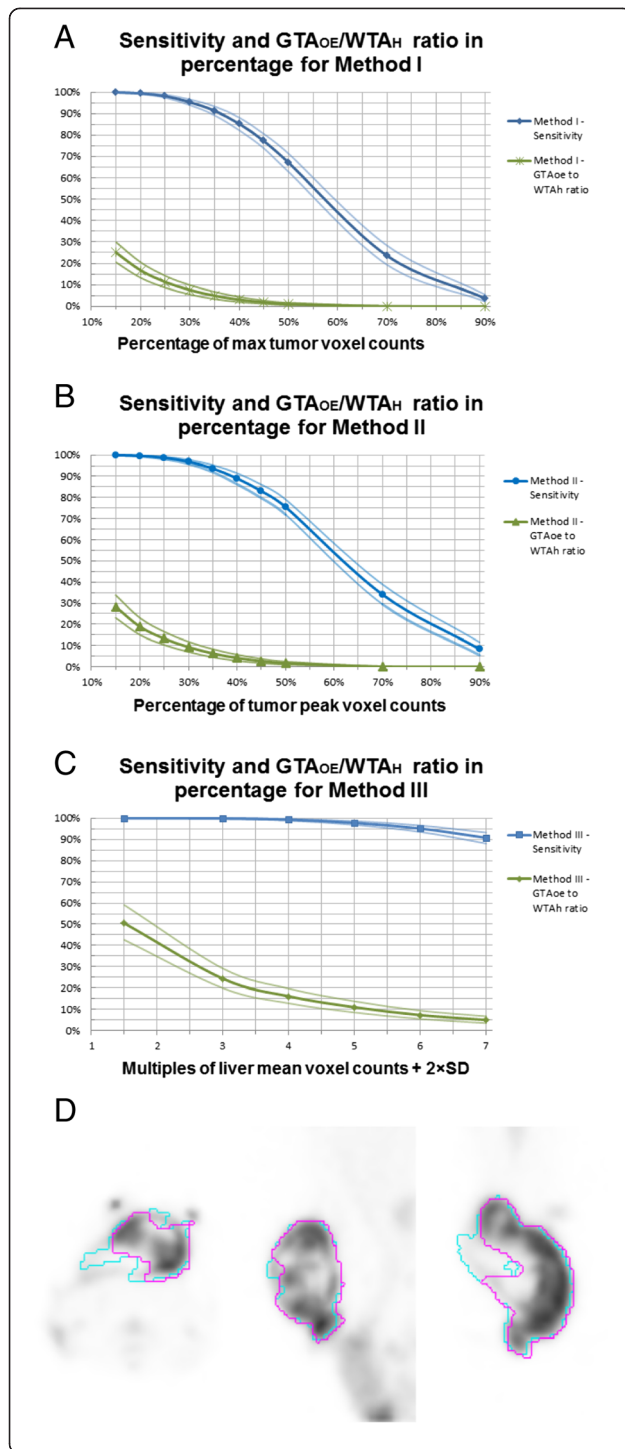 A
Sensitivity and GTAOE/WTAH ratio in
percentage for Method I
100%
90%
80%
70%
60%
50%
40%
30%
20%
10%
0%
10% 20% 30% 40% 50% 60% 70% 80% 90%
Percentage of max tumor voxel counts
Method I -
Sensitivity
Method I -
GTAoe to
WTAh ratio
B
Sensitivity and GTAOE/WTAH ratio in
percentage for Method II
100%
90%
80%
70%
60%
50%
40%
30%
20%
10%
0%
10% 20% 30% 40% 50% 60% 70% 80% 90%
Percentage of tumor peak voxel counts
Method II -
Sensitivity
Method II -
GTAoe to
WTAh ratio
C
Sensitivity and GTAOE/WTAH ratio in
percentage for Method III
100%
90%
80%
70%
60%
50%
40%
30%
20%
10%
0%
1 2 3 4 5 6 7
Multiples of liver mean voxel counts + 2×SD
Method III -
Sensitivity
Method III -
GTAoe to
WTAh ratio
D